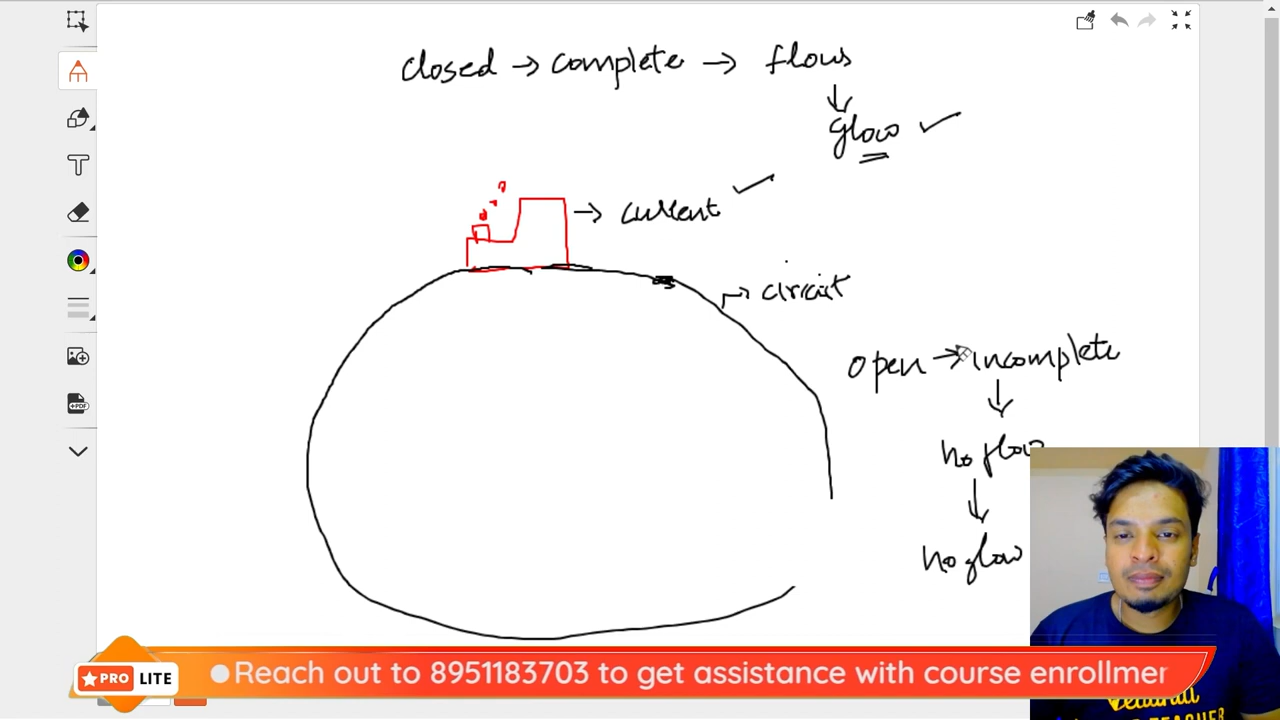 closed → complete → flows
↓
glow ✓
→ current ✓
→ circuit
open → incomplete
↓
no flow
↓
no glow
T
+PDF
PRO LITE
Reach out to 8951183703 to get assistance with course enrollmer